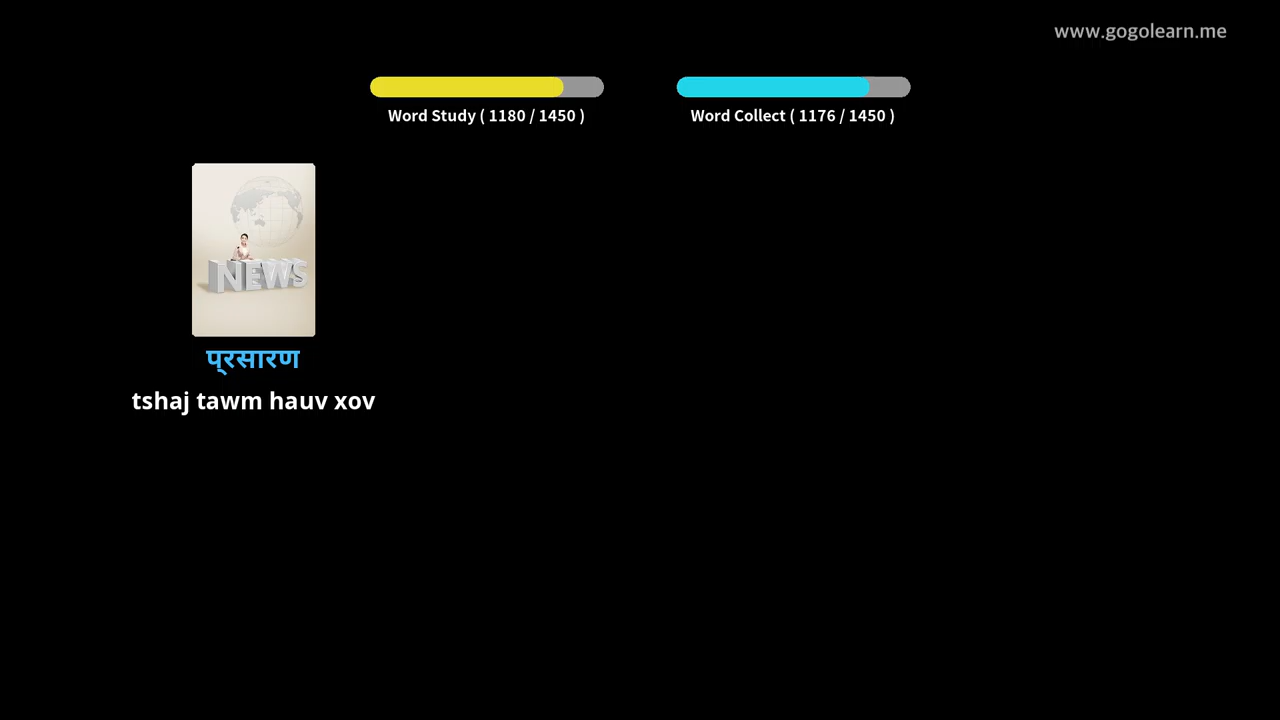 www.gogolearn.me
Word Study ( 1180 / 1450 )
Word Collect ( 1176 / 1450 )
NEWS
प्रसारण
tshaj tawm hauv xov